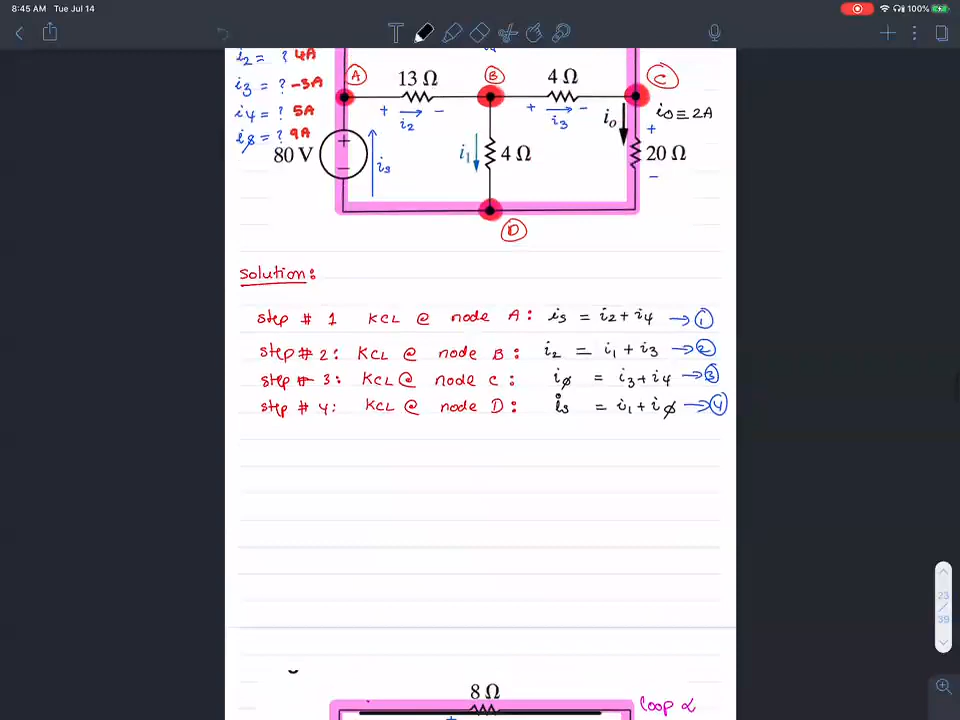 8:45 AM Tue Jul 14
100%
i2 = ? 4A
i3 = ? -3A
i4 = ? 5A
is = ? 9A
A
13 Ω
B
4 Ω
C
+ i2 -
+ i3 -
io
io = 2A
80 V
+
-
is
i1
4 Ω
+
20 Ω
-
D
Solution:
Step # 1 KCL @ node A: is = i2 + i4 → 1
Step # 2: KCL @ node B: i2 = i1 + i3 → 2
Step # 3: KCL @ node C: iø = i3 + i4 → 3
Step # 4: KCL @ node D: is = i1 + iø → 4
23
/
39
8 Ω
loop α
+